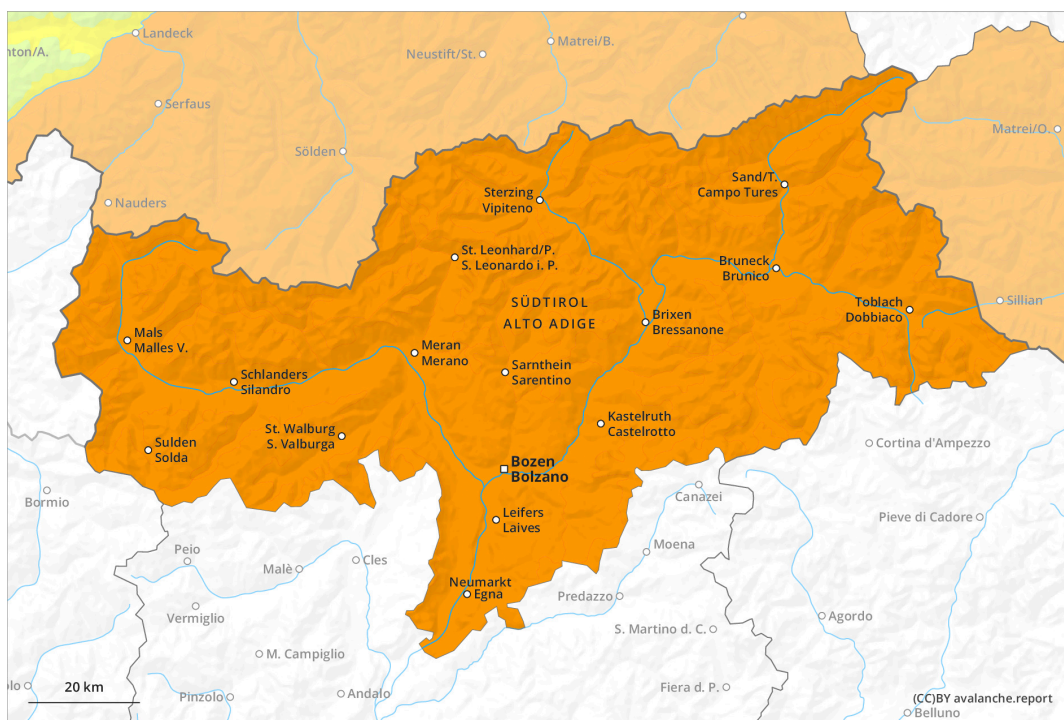 Landeck
nton/A.
Neustift/St.
Matrei/B.
Serfaus
Matrei/O.
Sölden
Nauders
Sand/T.
Campo Tures
Sterzing
Vipiteno
St. Leonhard/P.
S. Leonardo i. P.
Bruneck
Brunico
SÜDTIROL
ALTO ADIGE
Toblach
Dobbiaco
Sillian
Brixen
Bressanone
Mals
Malles V.
Meran
Merano
Sarnthein
Sarentino
Schlanders
Silandro
Kastelruth
Castelrotto
St. Walburg
S. Valburga
Sulden
Solda
Cortina d'Ampezzo
Bozen
Bolzano
Bormio
Canazei
Leifers
Laives
Pieve di Cadore
Peio
Moena
Cles
Malè
Neumarkt
Egna
Predazzo
Vermiglio
Agordo
S. Martino d. C.
M. Campiglio
20 km
olo
Pinzolo
Andalo
Fiera d. P.
(CC)BY avalanche.report
Belluno